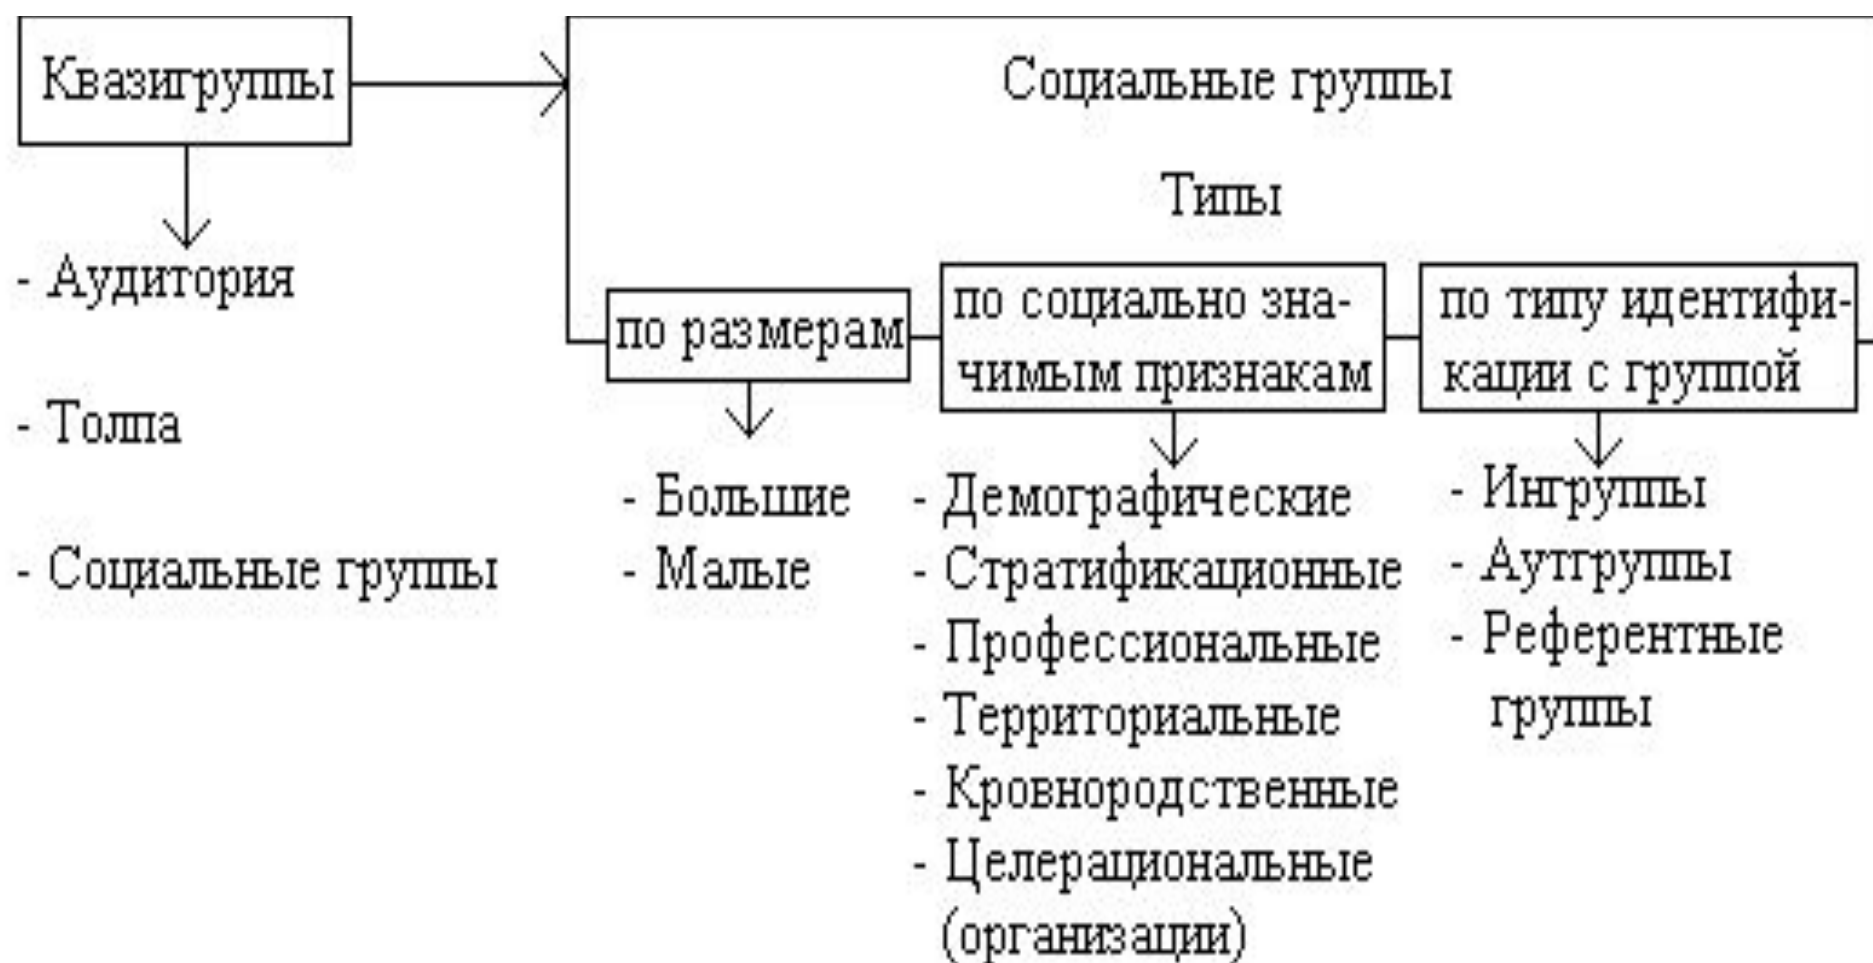 Квазигруппы
- Аудитория
- Толпа
- Социальные группы
Социальные группы
Типы
по размерам
- Большие
- Малые
по социально зна-
чимым признакам
- Демографические
- Стратификационные
- Профессиональные
- Территориальные
- Кровнородственные
- Целерациональные
(организации)
по типу идентифи-
кации с группой
- Ингруппы
- Аутгруппы
- Референтные
группы